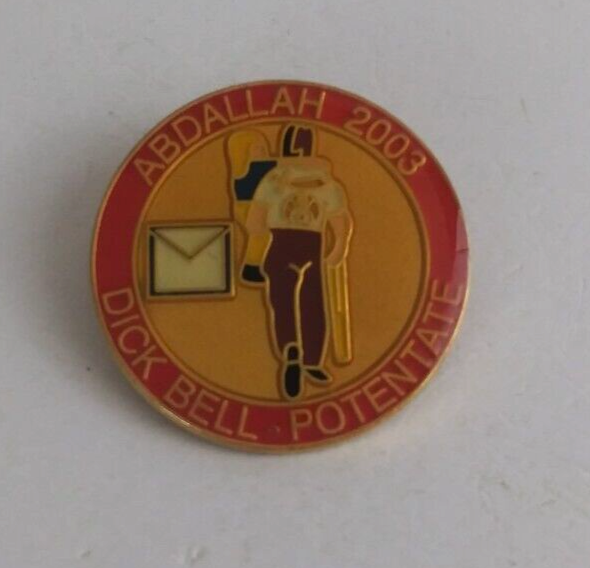 ABDALLAH 2003
DICK BELL - POTENTATE